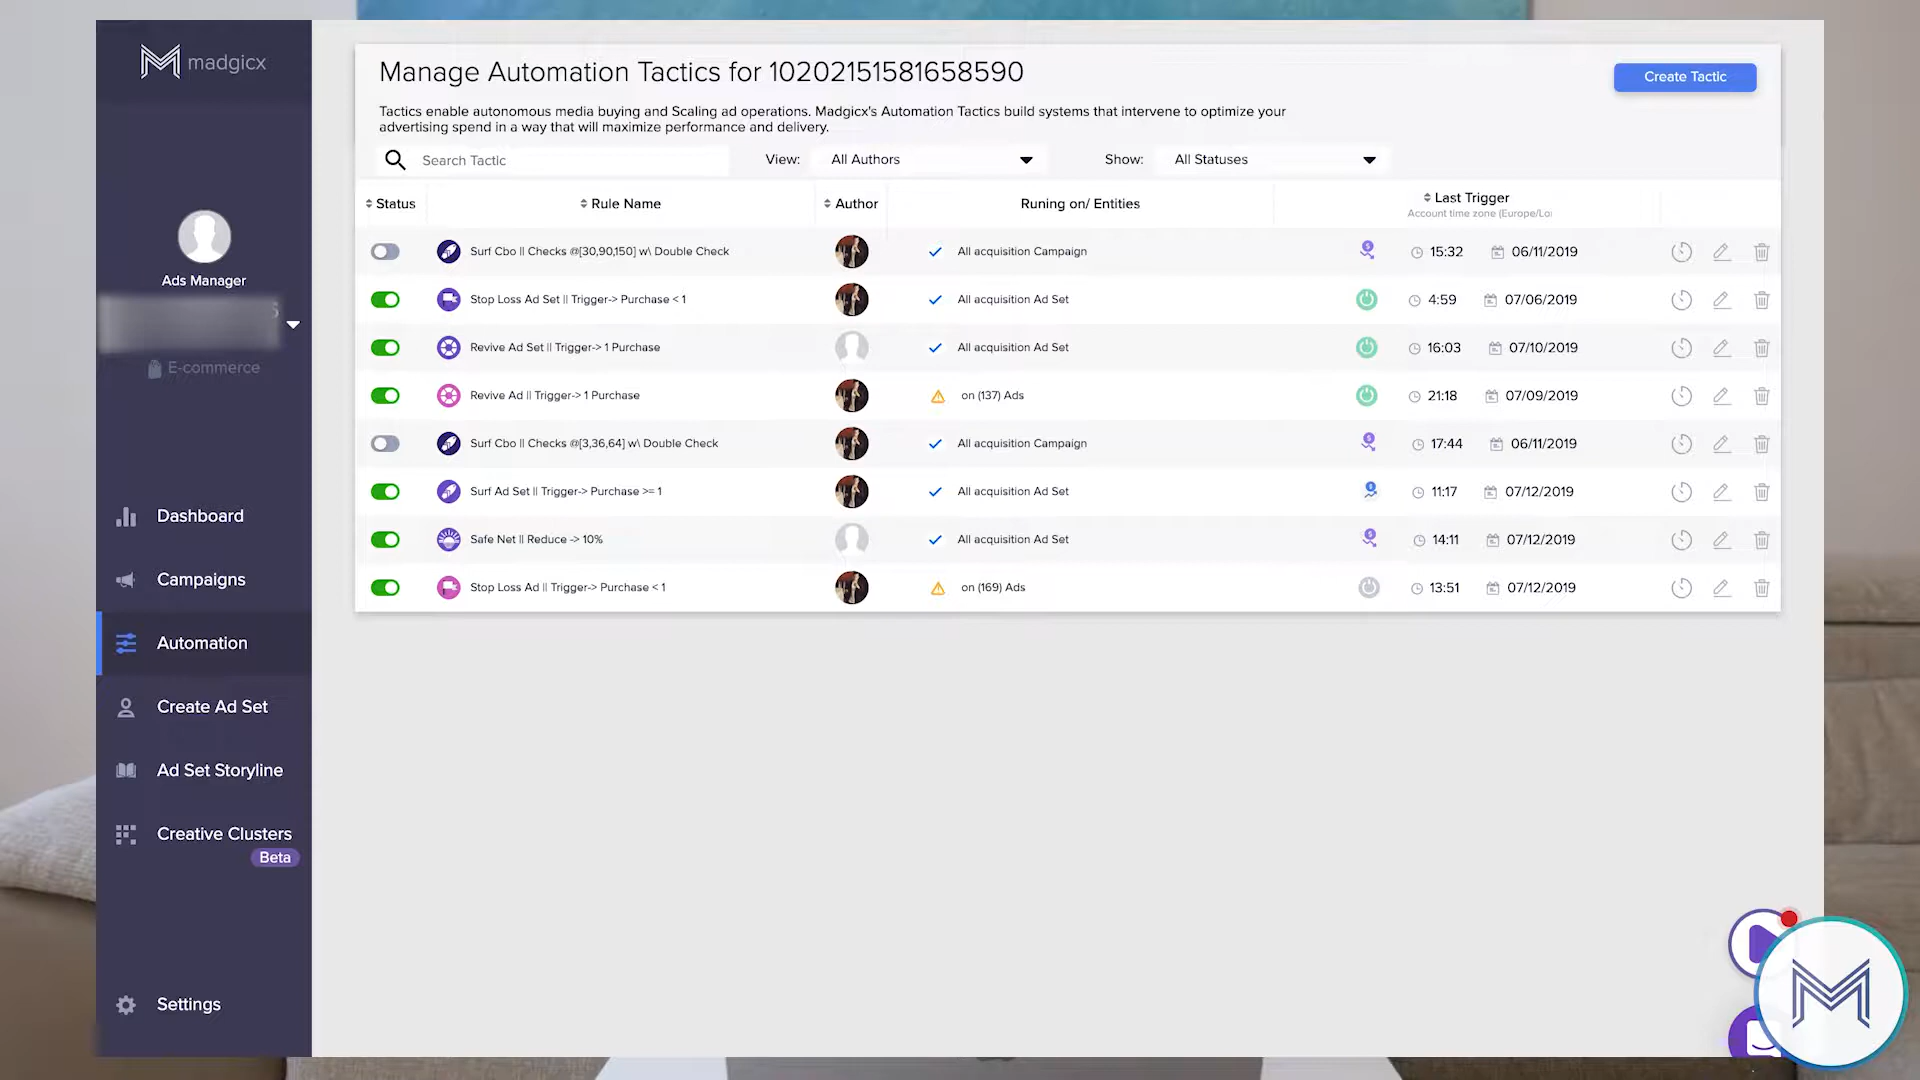 madgicx
Ads Manager
E-commerce
Dashboard
Campaigns
Automation
Create Ad Set
Ad Set Storyline
Creative Clusters
Beta
Settings
Manage Automation Tactics for 10202151581658590
Create Tactic
Tactics enable autonomous media buying and Scaling ad operations. Madgicx's Automation Tactics build systems that intervene to optimize your
advertising spend in a way that will maximize performance and delivery.
Search Tactic View: All Authors Show: All Statuses
Status Rule Name Author Runing on/ Entities Last Trigger
Account time zone (Europe/Lo
Surf Cbo || Checks @[30,90,150] w\ Double Check All acquisition Campaign 15:32 06/11/2019
Stop Loss Ad Set || Trigger-> Purchase < 1 All acquisition Ad Set 4:59 07/06/2019
Revive Ad Set || Trigger-> 1 Purchase All acquisition Ad Set 16:03 07/10/2019
Revive Ad || Trigger-> 1 Purchase on (137) Ads 21:18 07/09/2019
Surf Cbo || Checks @[3,36,64] w\ Double Check All acquisition Campaign 17:44 06/11/2019
Surf Ad Set || Trigger-> Purchase >= 1 All acquisition Ad Set 11:17 07/12/2019
Safe Net || Reduce -> 10% All acquisition Ad Set 14:11 07/12/2019
Stop Loss Ad || Trigger-> Purchase < 1 on (169) Ads 13:51 07/12/2019